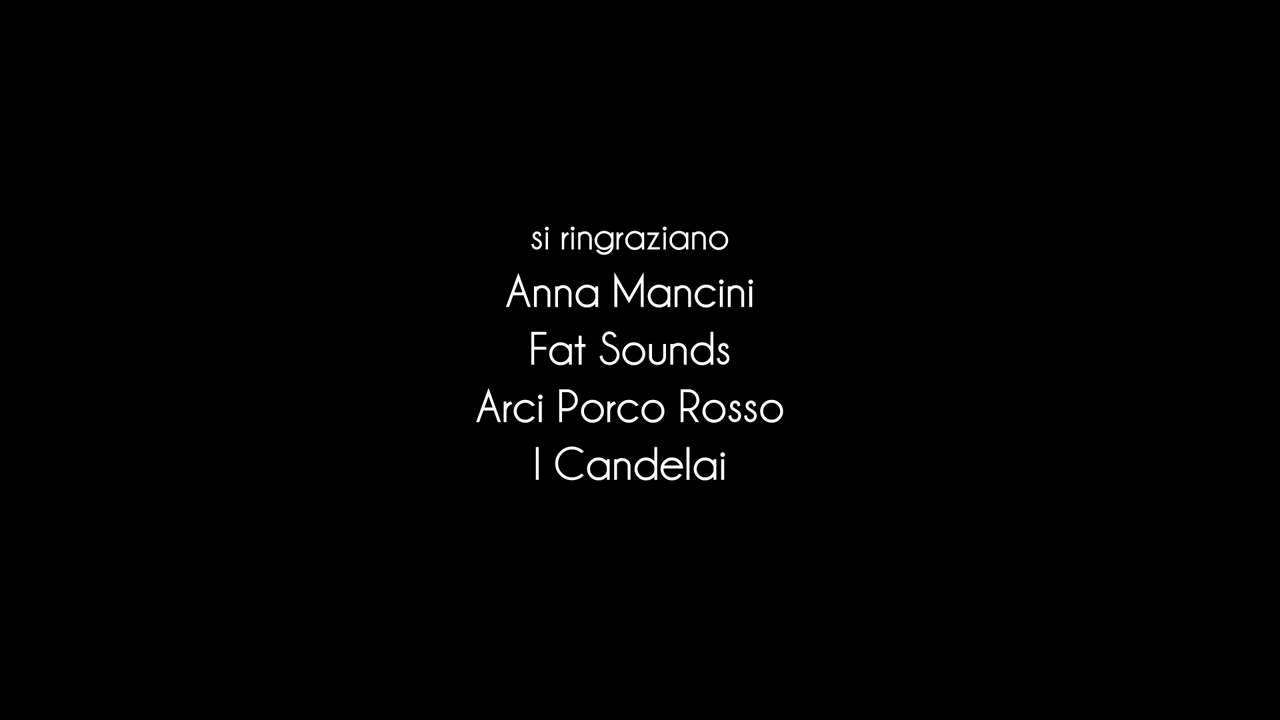 si ringraziano
Anna Mancini
Fat Sounds
Arci Porco Rosso
I Candelai